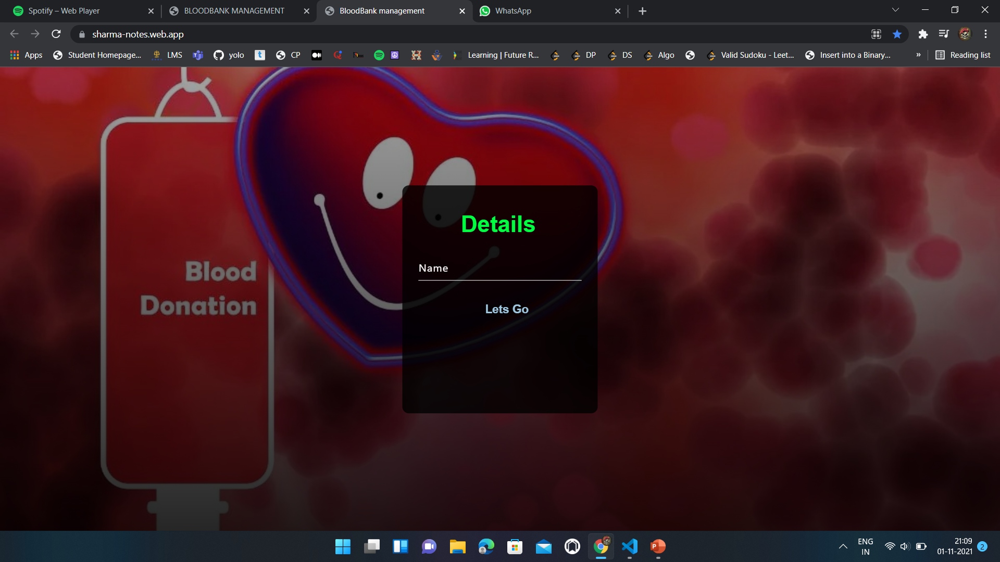 Spotify – Web Player
BLOODBANK MANAGEMENT
BloodBank management
WhatsApp
sharma-notes.web.app
Apps
Student Homepage...
LMS
yolo
CP
Learning | Future R...
DP
DS
Algo
Valid Sudoku - Leet...
Insert into a Binary...
»
Reading list
Details
Name
Lets Go
Blood
Donation
ENG
IN
21:09
01-11-2021
2